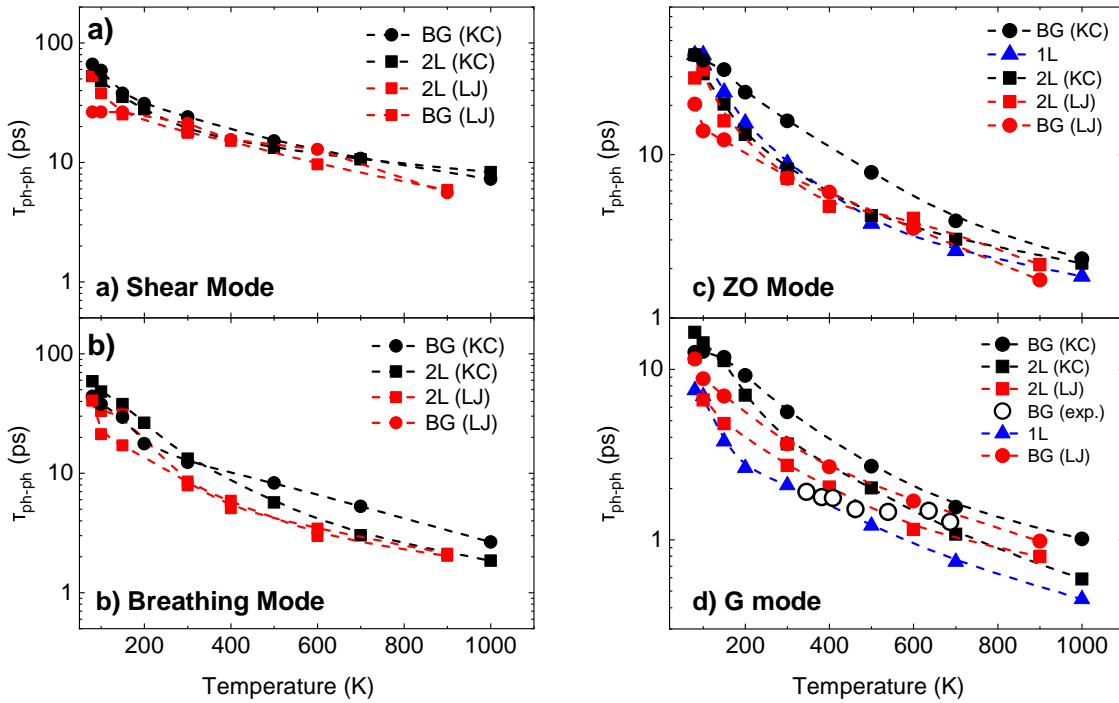 a)
100
10
1
τph-ph (ps)
BG (KC)
2L (KC)
2L (LJ)
BG (LJ)
a) Shear Mode
b)
100
10
1
τph-ph (ps)
BG (KC)
2L (KC)
2L (LJ)
BG (LJ)
b) Breathing Mode
200 400 600 800 1000
Temperature (K)
10
1
τph-ph (ps)
BG (KC)
1L
2L (KC)
2L (LJ)
BG (LJ)
c) ZO Mode
10
1
τph-ph (ps)
BG (KC)
2L (KC)
2L (LJ)
BG (exp.)
1L
BG (LJ)
d) G mode
200 400 600 800 1000
Temperature (K)